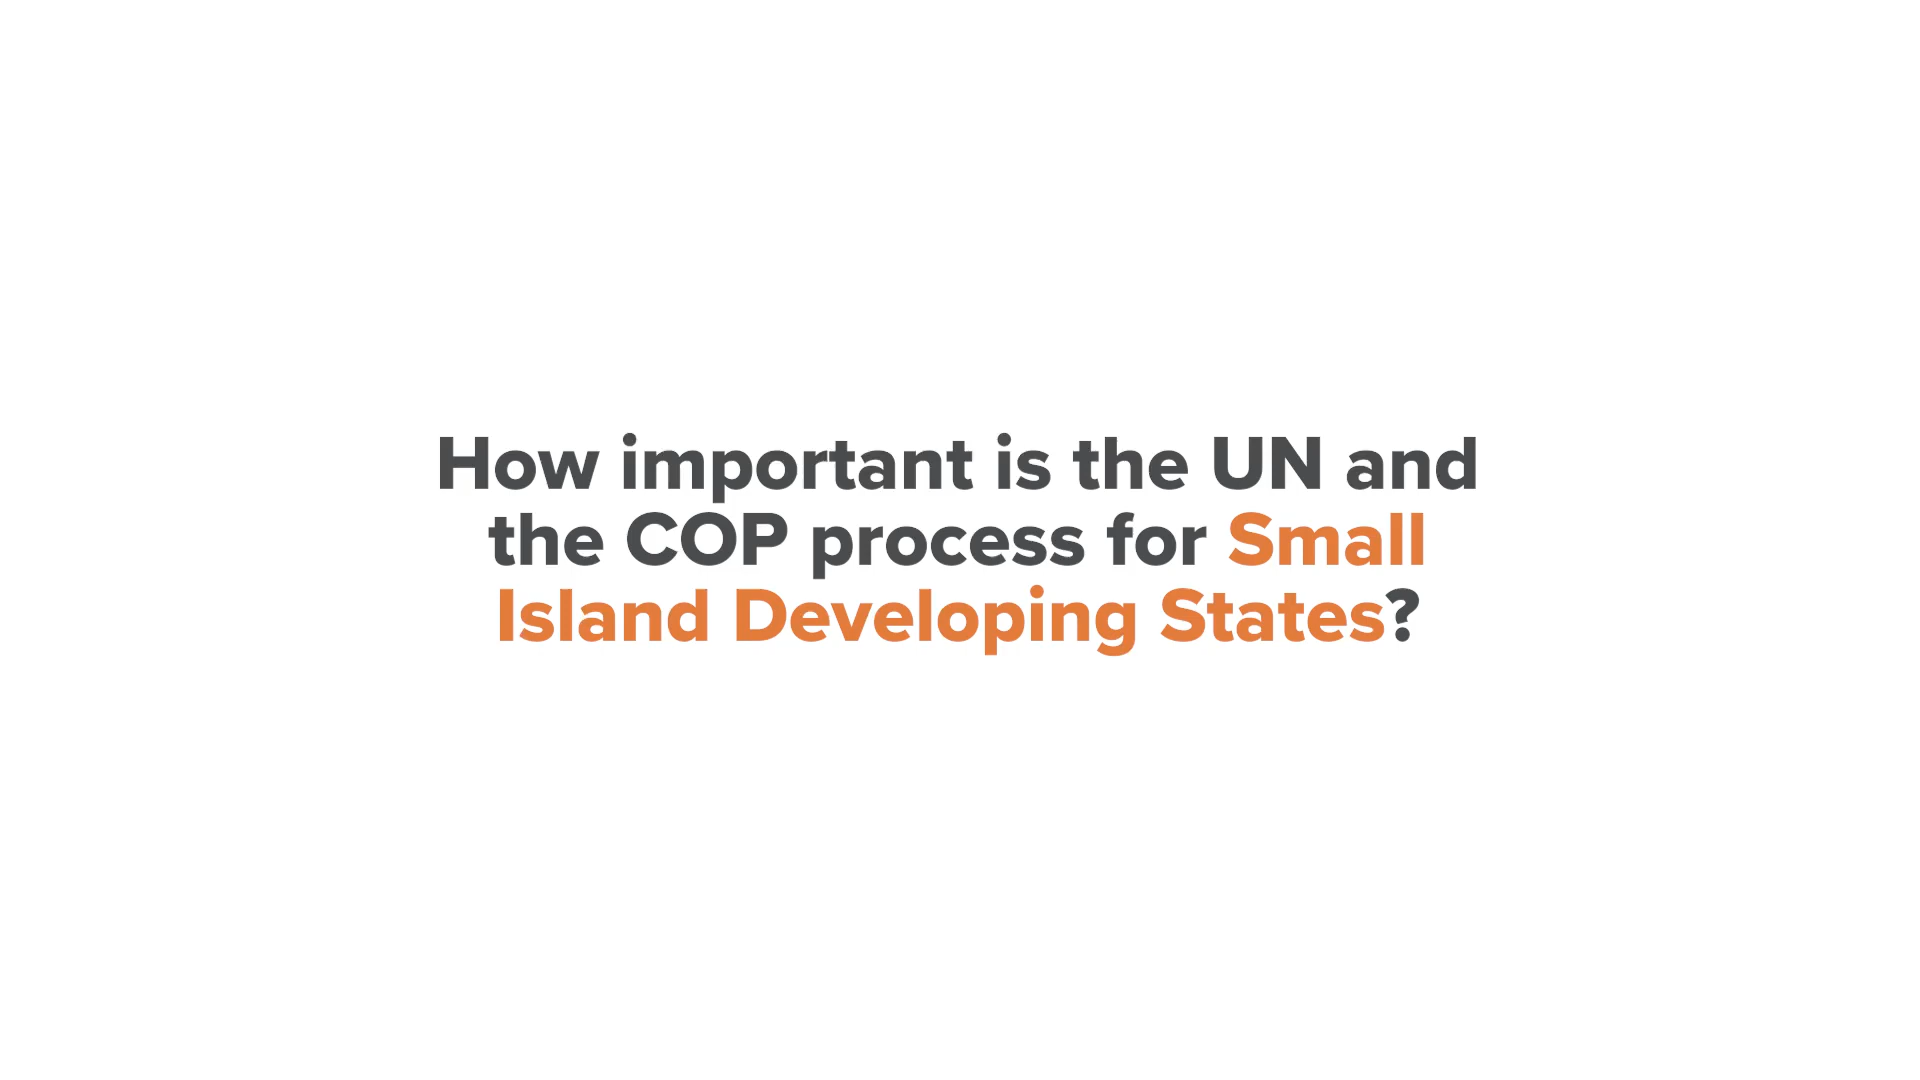 How important is the UN and
the COP process for Small
Island Developing States?